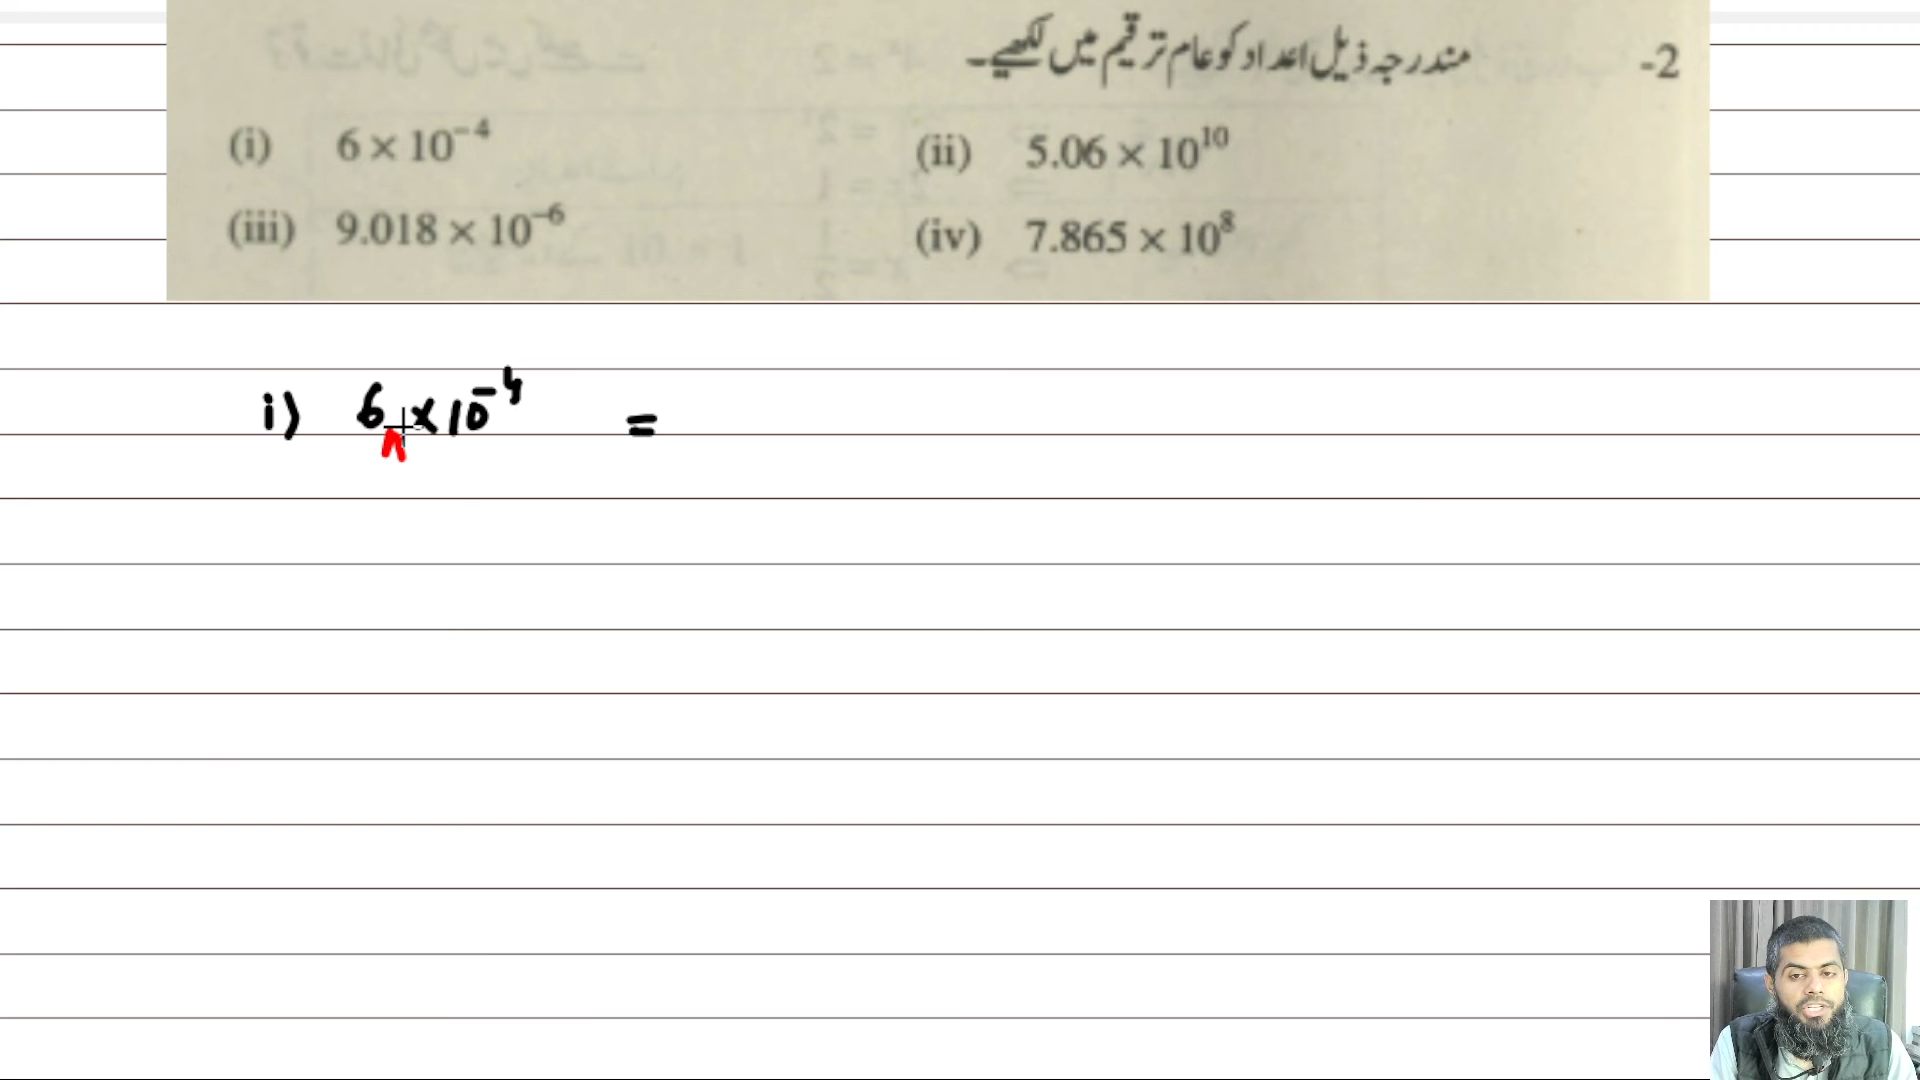 -2 مندرجہ ذیل اعداد کو عام ترقیم میں لکھیے۔
(i) 6 × 10⁻⁴ (ii) 5.06 × 10¹⁰
(iii) 9.018 × 10⁻⁶ (iv) 7.865 × 10⁸
i) 6 × 10⁻⁴ =